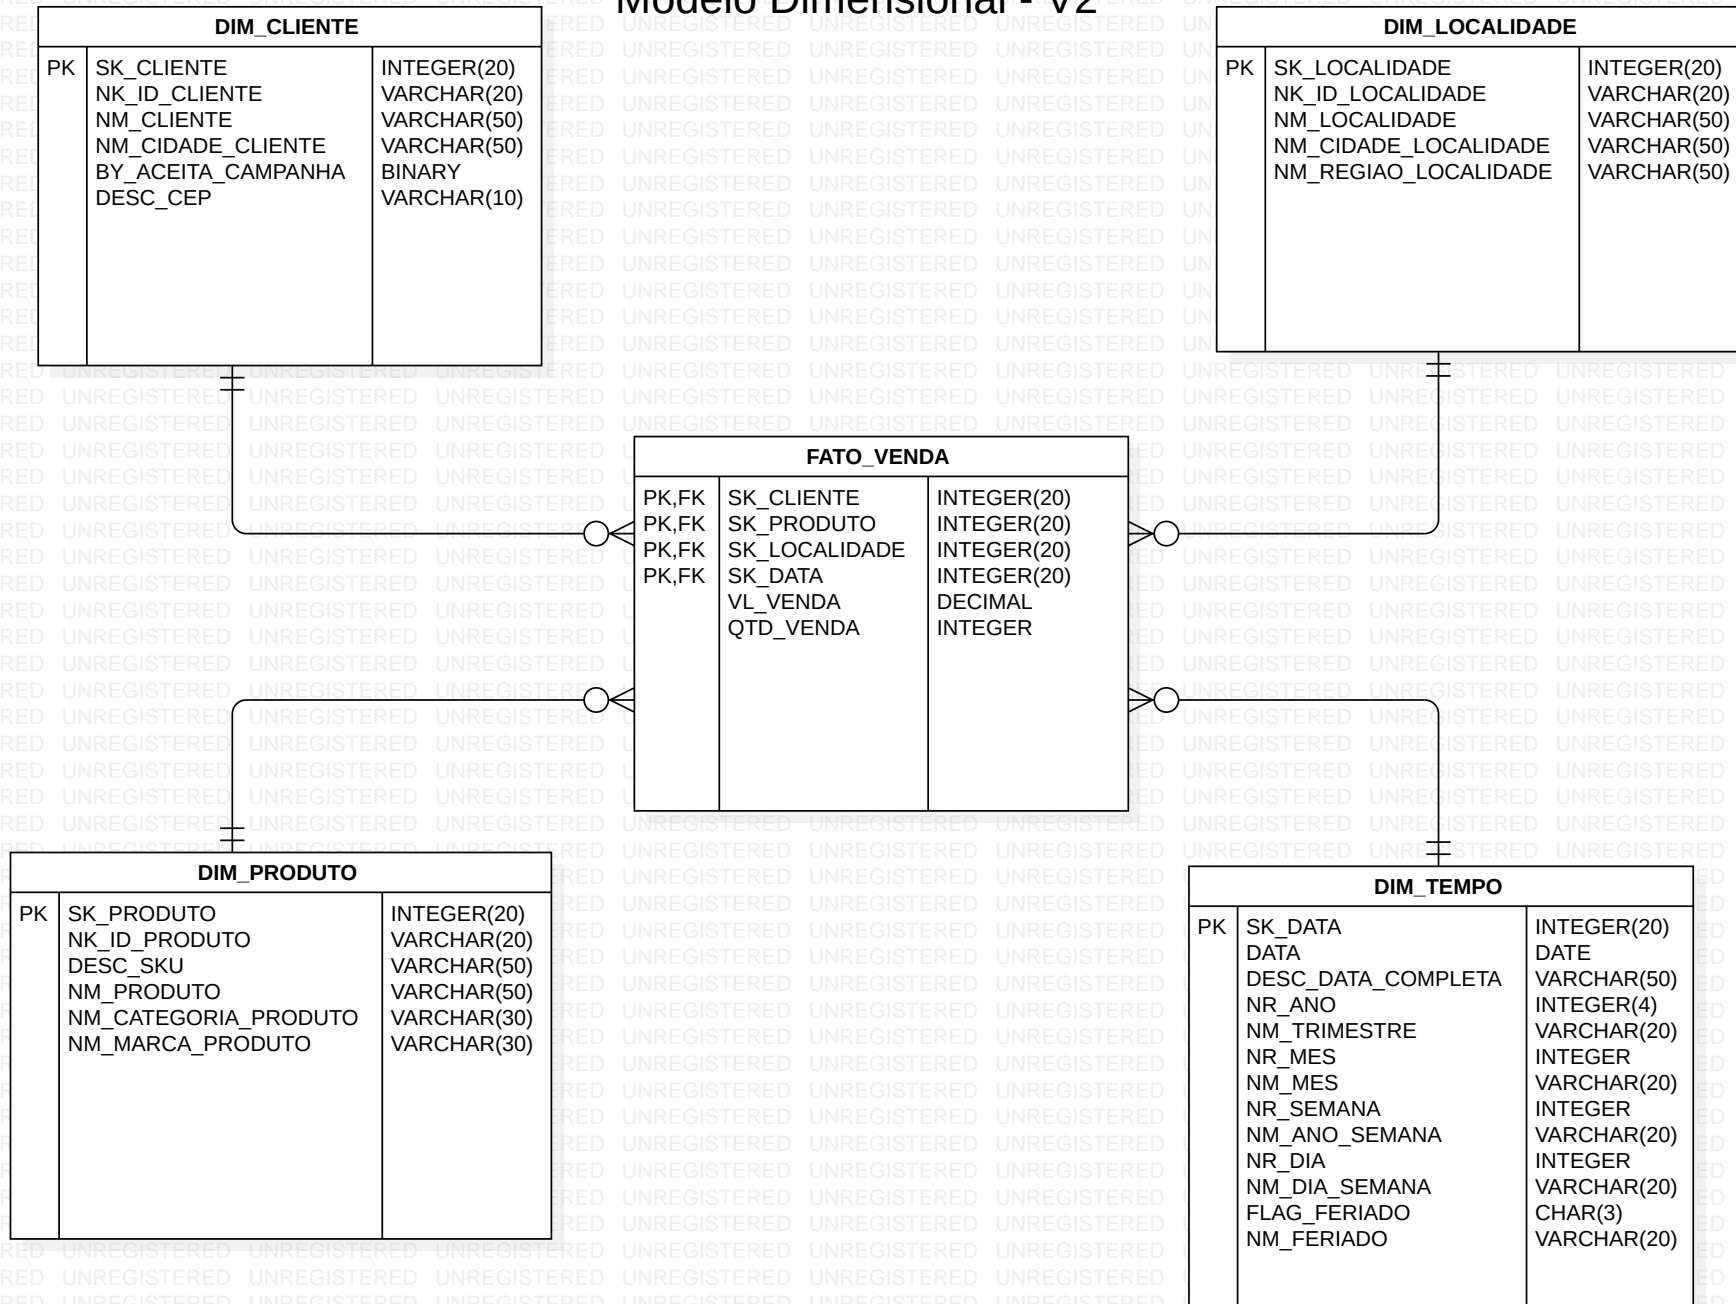 Modelo Dimensional - V2
DIM_CLIENTE
PK SK_CLIENTE INTEGER(20)
NK_ID_CLIENTE VARCHAR(20)
NM_CLIENTE VARCHAR(50)
NM_CIDADE_CLIENTE VARCHAR(50)
BY_ACEITA_CAMPANHA BINARY
DESC_CEP VARCHAR(10)
DIM_LOCALIDADE
PK SK_LOCALIDADE INTEGER(20)
NK_ID_LOCALIDADE VARCHAR(20)
NM_LOCALIDADE VARCHAR(50)
NM_CIDADE_LOCALIDADE VARCHAR(50)
NM_REGIAO_LOCALIDADE VARCHAR(50)
FATO_VENDA
PK,FK SK_CLIENTE INTEGER(20)
PK,FK SK_PRODUTO INTEGER(20)
PK,FK SK_LOCALIDADE INTEGER(20)
PK,FK SK_DATA INTEGER(20)
VL_VENDA DECIMAL
QTD_VENDA INTEGER
DIM_PRODUTO
PK SK_PRODUTO INTEGER(20)
NK_ID_PRODUTO VARCHAR(20)
DESC_SKU VARCHAR(50)
NM_PRODUTO VARCHAR(50)
NM_CATEGORIA_PRODUTO VARCHAR(30)
NM_MARCA_PRODUTO VARCHAR(30)
DIM_TEMPO
PK SK_DATA INTEGER(20)
DATA DATE
DESC_DATA_COMPLETA VARCHAR(50)
NR_ANO INTEGER(4)
NM_TRIMESTRE VARCHAR(20)
NR_MES INTEGER
NM_MES VARCHAR(20)
NR_SEMANA INTEGER
NM_ANO_SEMANA VARCHAR(20)
NR_DIA INTEGER
NM_DIA_SEMANA VARCHAR(20)
FLAG_FERIADO CHAR(3)
NM_FERIADO VARCHAR(20)
UNREGISTERED